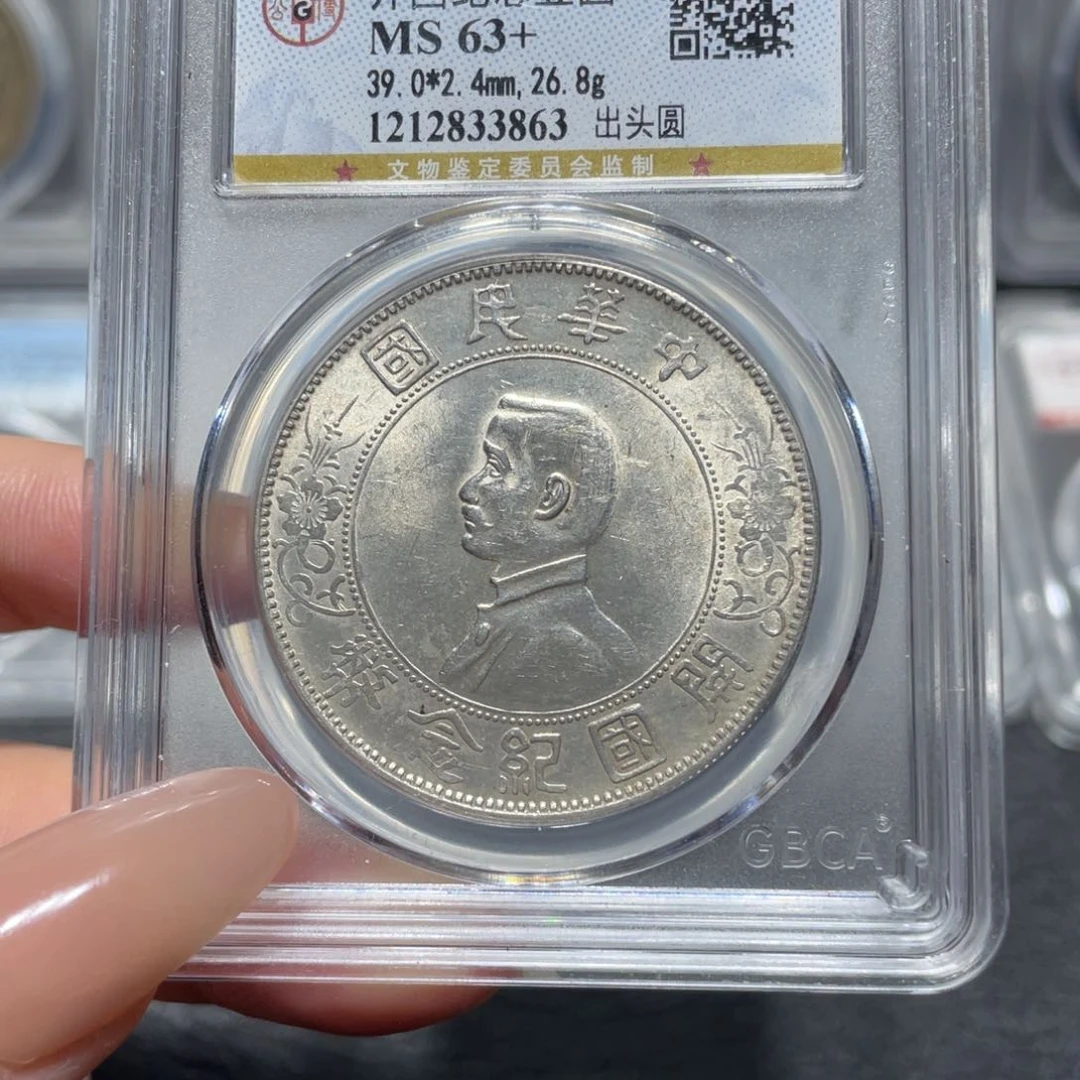 G
MS 63+
39.0*2.4mm,26.8g
1212833863 出头圆
★ 文物鉴定委员会监制 ★
中華民國
開國紀念幣
GBCA®